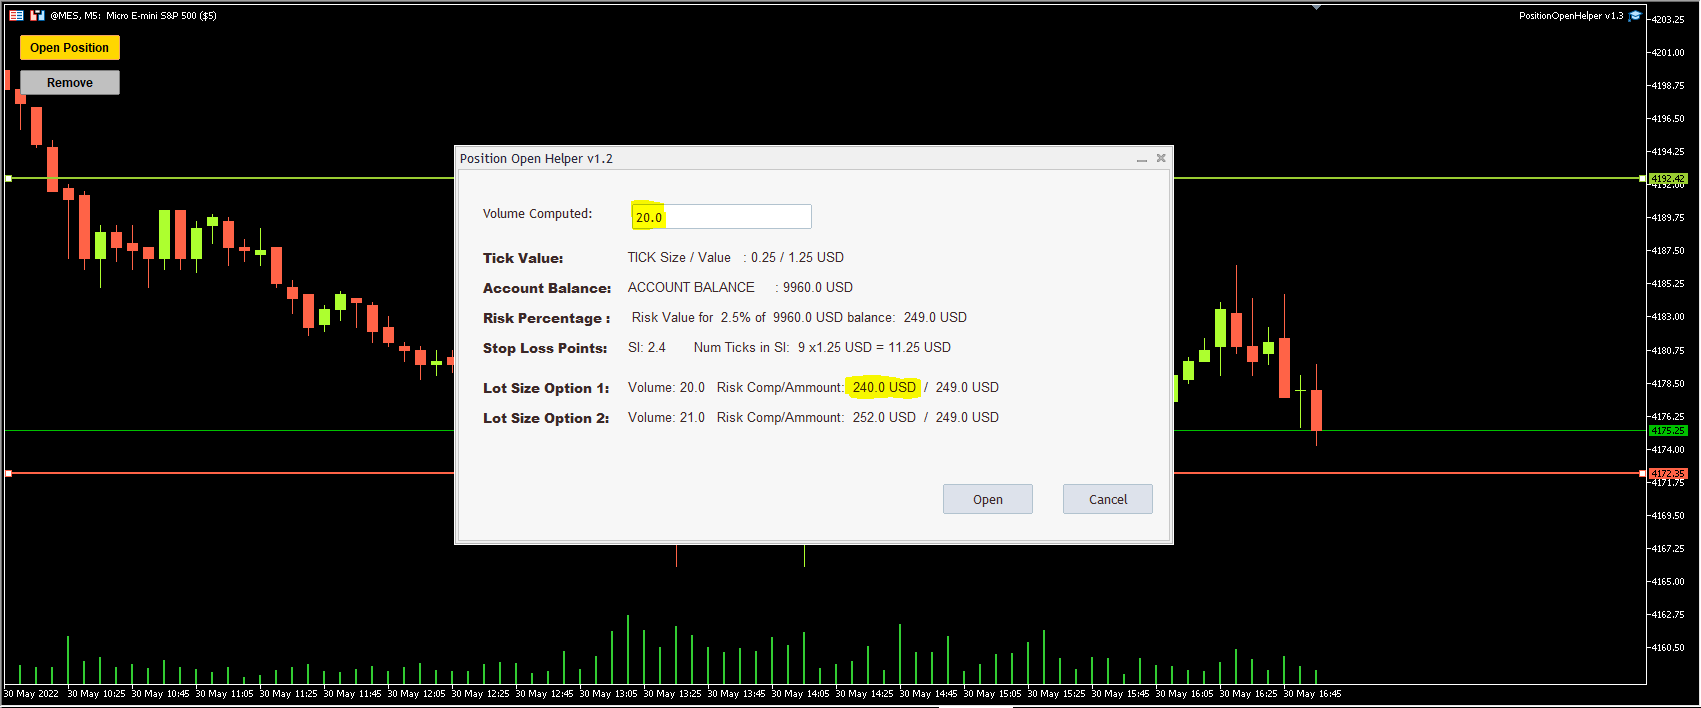 @MES, M5: Micro E-mini S&P 500 ($5)
PositionOpenHelper v1.3
Open Position
Remove
Position Open Helper v1.2
Volume Computed: 20.0
Tick Value: TICK Size / Value : 0.25 / 1.25 USD
Account Balance: ACCOUNT BALANCE : 9960.0 USD
Risk Percentage : Risk Value for 2.5% of 9960.0 USD balance: 249.0 USD
Stop Loss Points: Sl: 2.4 Num Ticks in Sl: 9 x1.25 USD = 11.25 USD
Lot Size Option 1: Volume: 20.0 Risk Comp/Ammount: 240.0 USD / 249.0 USD
Lot Size Option 2: Volume: 21.0 Risk Comp/Ammount: 252.0 USD / 249.0 USD
Open Cancel
4203.25
4201.00
4198.75
4196.50
4194.25
4192.42
4192.00
4189.75
4187.50
4185.25
4183.00
4180.75
4178.50
4176.25
4175.25
4174.00
4172.35
4171.75
4169.50
4167.25
4165.00
4162.75
4160.50
30 May 2022 30 May 10:25 30 May 10:45 30 May 11:05 30 May 11:25 30 May 11:45 30 May 12:05 30 May 12:25 30 May 12:45 30 May 13:05 30 May 13:25 30 May 13:45 30 May 14:05 30 May 14:25 30 May 14:45 30 May 15:05 30 May 15:25 30 May 15:45 30 May 16:05 30 May 16:25 30 May 16:45